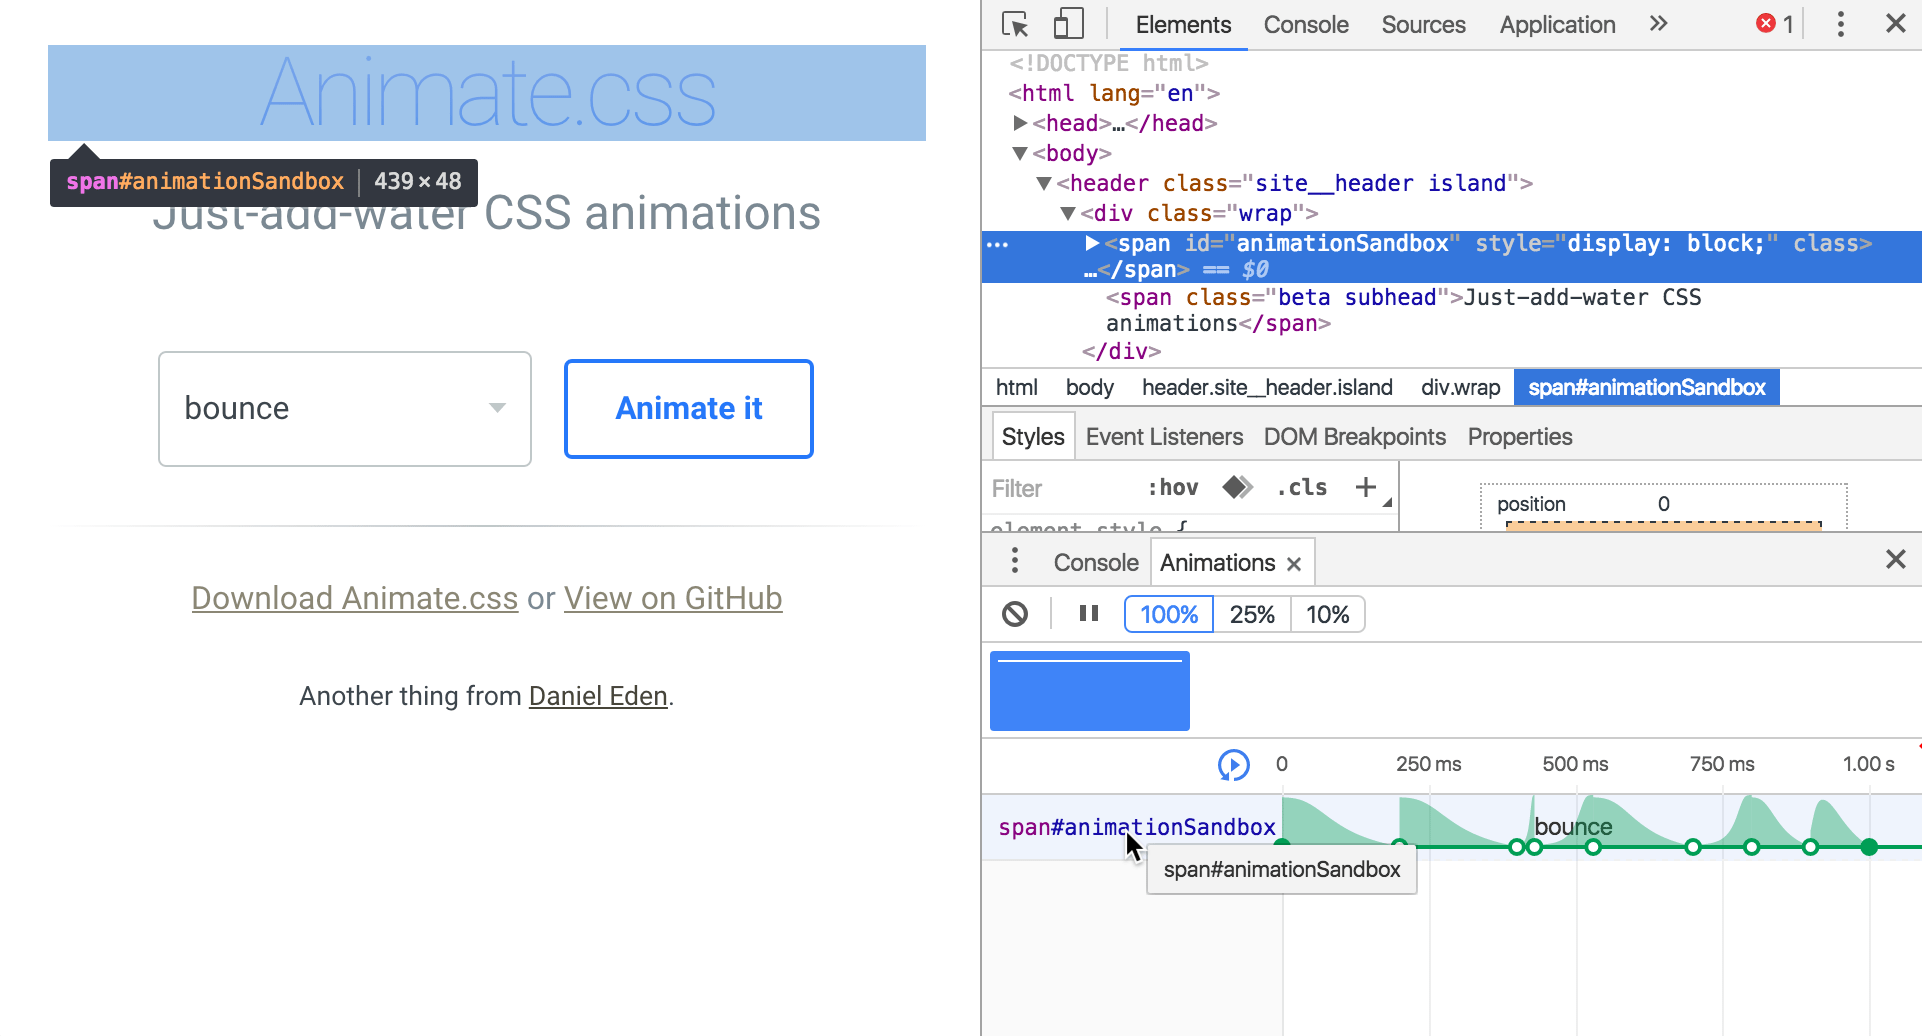 Animate.css
span#animationSandbox | 439 × 48
Just-add-water CSS animations
bounce
Animate it
Download Animate.css or View on GitHub
Another thing from Daniel Eden.
Elements Console Sources Application » 1
<!DOCTYPE html>
<html lang="en">
▶<head>…</head>
▼<body>
▼<header class="site__header island">
▼<div class="wrap">
… ▶<span id="animationSandbox" style="display: block;" class>
…</span> == $0
<span class="beta subhead">Just-add-water CSS
animations</span>
</div>
html body header.site__header.island div.wrap span#animationSandbox
Styles Event Listeners DOM Breakpoints Properties
Filter :hov .cls +
position 0
element.style {
Console Animations ×
100% 25% 10%
0 250 ms 500 ms 750 ms 1.00 s
span#animationSandbox bounce
span#animationSandbox